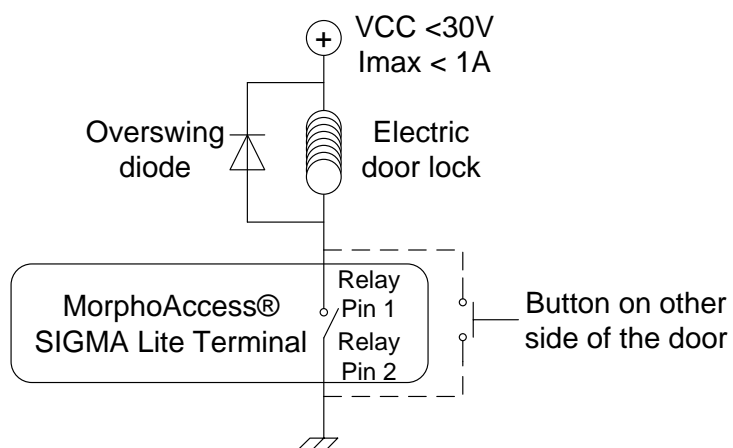 +
VCC <30V
Imax < 1A
Overswing
diode
Electric
door lock
MorphoAccess®
SIGMA Lite Terminal
Relay
Pin 1
Relay
Pin 2
Button on other
side of the door